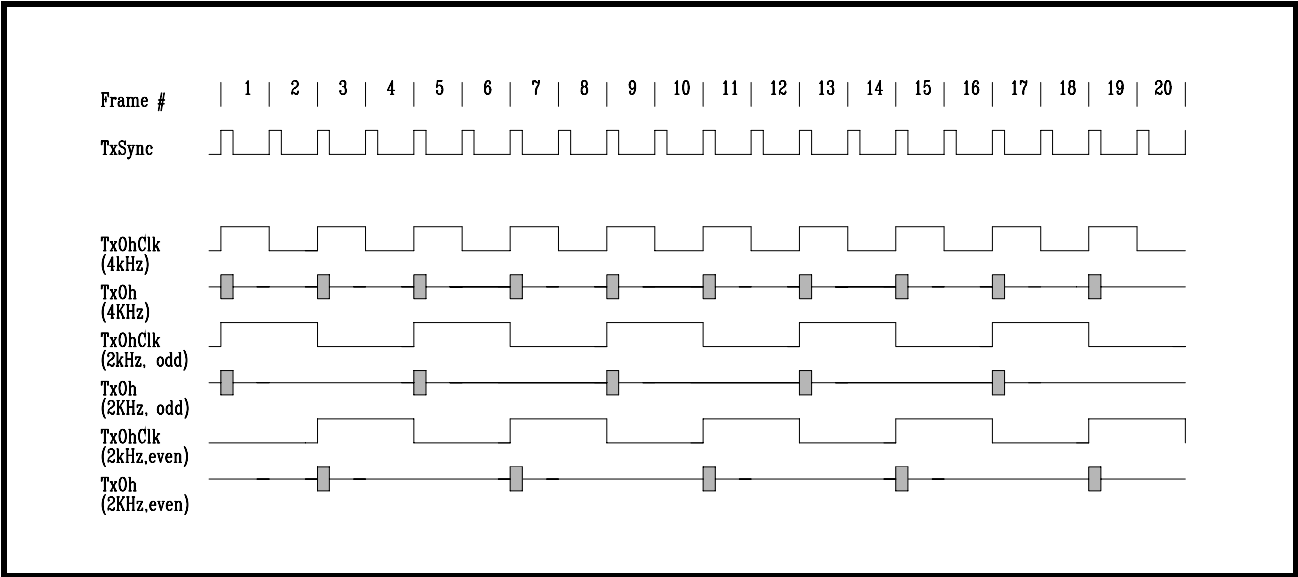 Frame # 1 2 3 4 5 6 7 8 9 10 11 12 13 14 15 16 17 18 19 20
TxSync
TxOhClk
(4kHz)
TxOh
(4KHz)
TxOhClk
(2kHz, odd)
TxOh
(2KHz, odd)
TxOhClk
(2kHz,even)
TxOh
(2KHz,even)